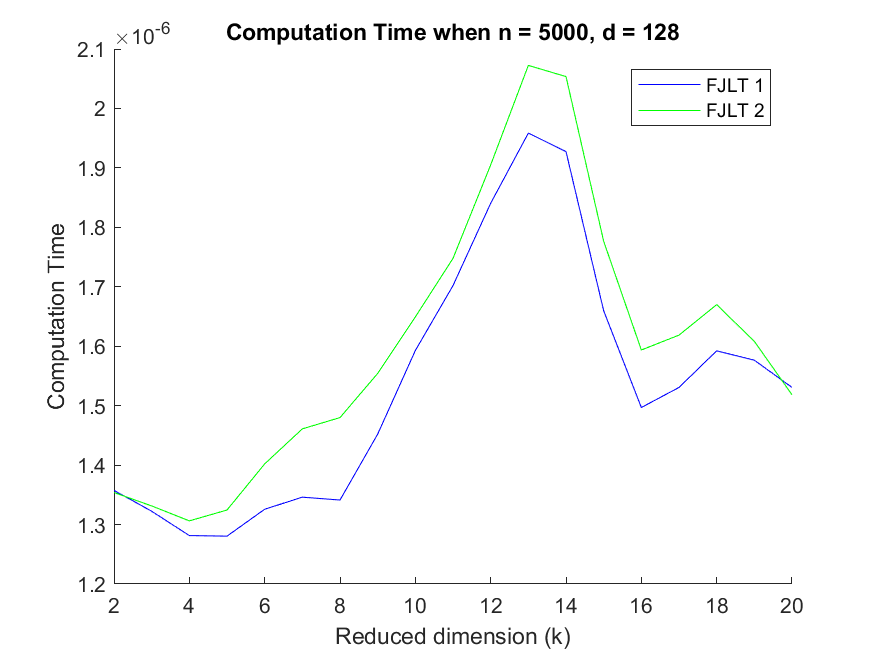 Computation Time when n = 5000, d = 128
×10-6
2.1
2
1.9
1.8
1.7
1.6
1.5
1.4
1.3
1.2
Computation Time
FJLT 1
FJLT 2
2 4 6 8 10 12 14 16 18 20
Reduced dimension (k)